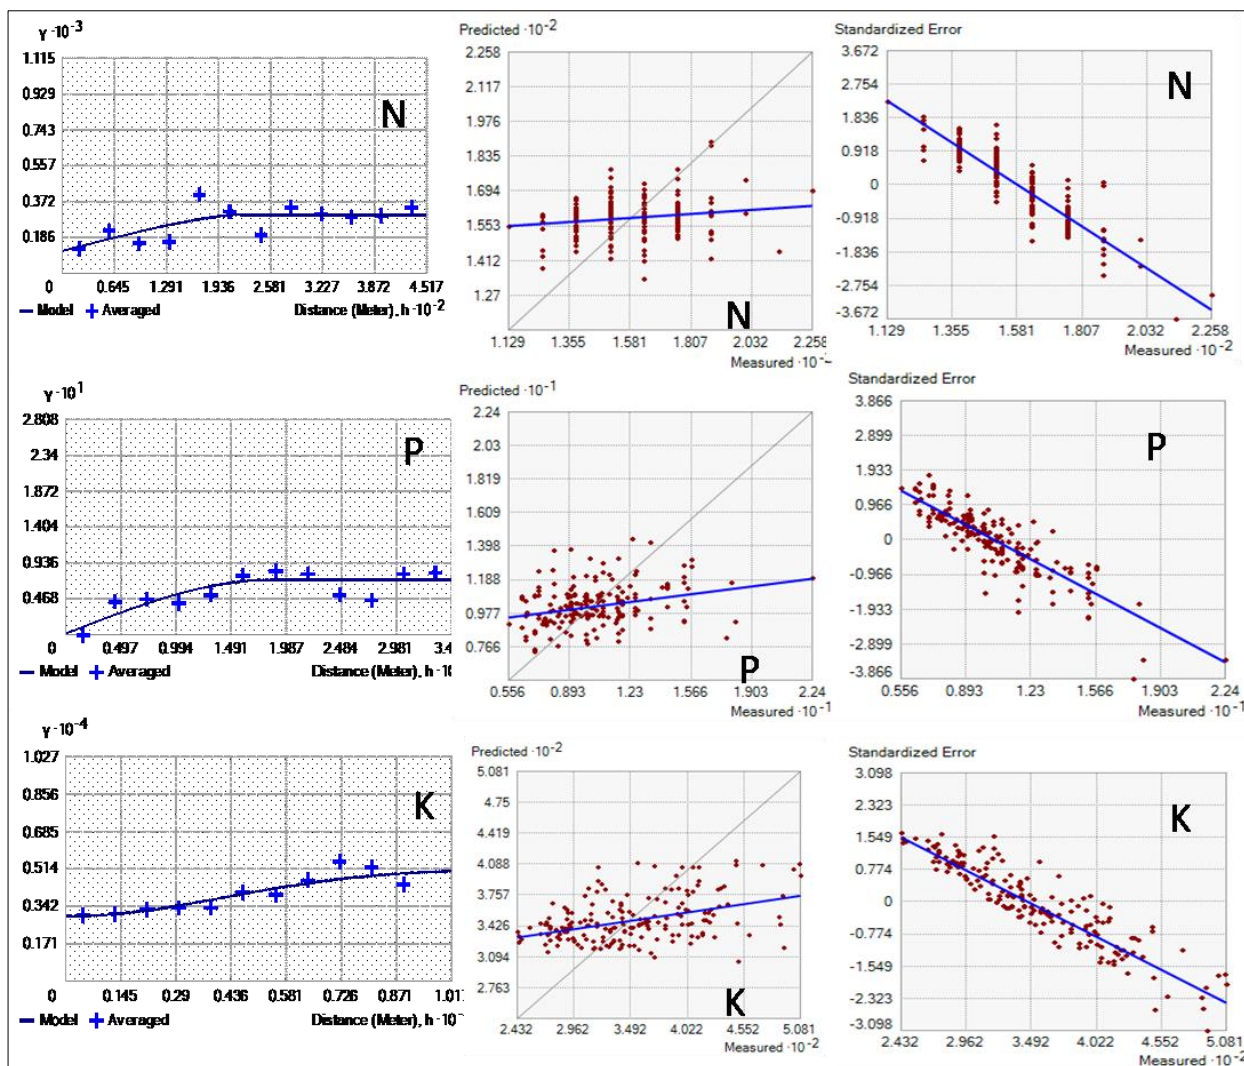 γ·10⁻³
1.115
0.929
0.743
0.557
0.372
0.186
0 0.645 1.291 1.936 2.581 3.227 3.872 4.517
Model Averaged Distance (Meter), h·10⁻²
N
Predicted ·10⁻²
2.258
2.117
1.976
1.835
1.694
1.553
1.412
1.27
1.129 1.355 1.581 1.807 2.032 2.258
Measured ·10⁻²
N
Standardized Error
3.672
2.754
1.836
0.918
0
-0.918
-1.836
-2.754
-3.672
1.129 1.355 1.581 1.807 2.032 2.258
Measured ·10⁻²
N
γ·10¹
2.808
2.34
1.872
1.404
0.936
0.468
0 0.497 0.994 1.491 1.987 2.484 2.981 3.4
Model Averaged Distance (Meter), h·10
P
Predicted ·10⁻¹
2.24
2.03
1.819
1.609
1.398
1.188
0.977
0.766
0.556 0.893 1.23 1.566 1.903 2.24
Measured ·10⁻¹
P
Standardized Error
3.866
2.899
1.933
0.966
0
-0.966
-1.933
-2.899
-3.866
0.556 0.893 1.23 1.566 1.903 2.24
Measured ·10⁻¹
P
γ·10⁻⁴
1.027
0.856
0.685
0.514
0.342
0.171
0 0.145 0.29 0.436 0.581 0.726 0.871 1.01
Model Averaged Distance (Meter), h·10
K
Predicted ·10⁻²
5.081
4.75
4.419
4.088
3.757
3.426
3.094
2.763
2.432 2.962 3.492 4.022 4.552 5.081
Measured ·10⁻²
K
Standardized Error
3.098
2.323
1.549
0.774
0
-0.774
-1.549
-2.323
-3.098
2.432 2.962 3.492 4.022 4.552 5.081
Measured ·10⁻²
K